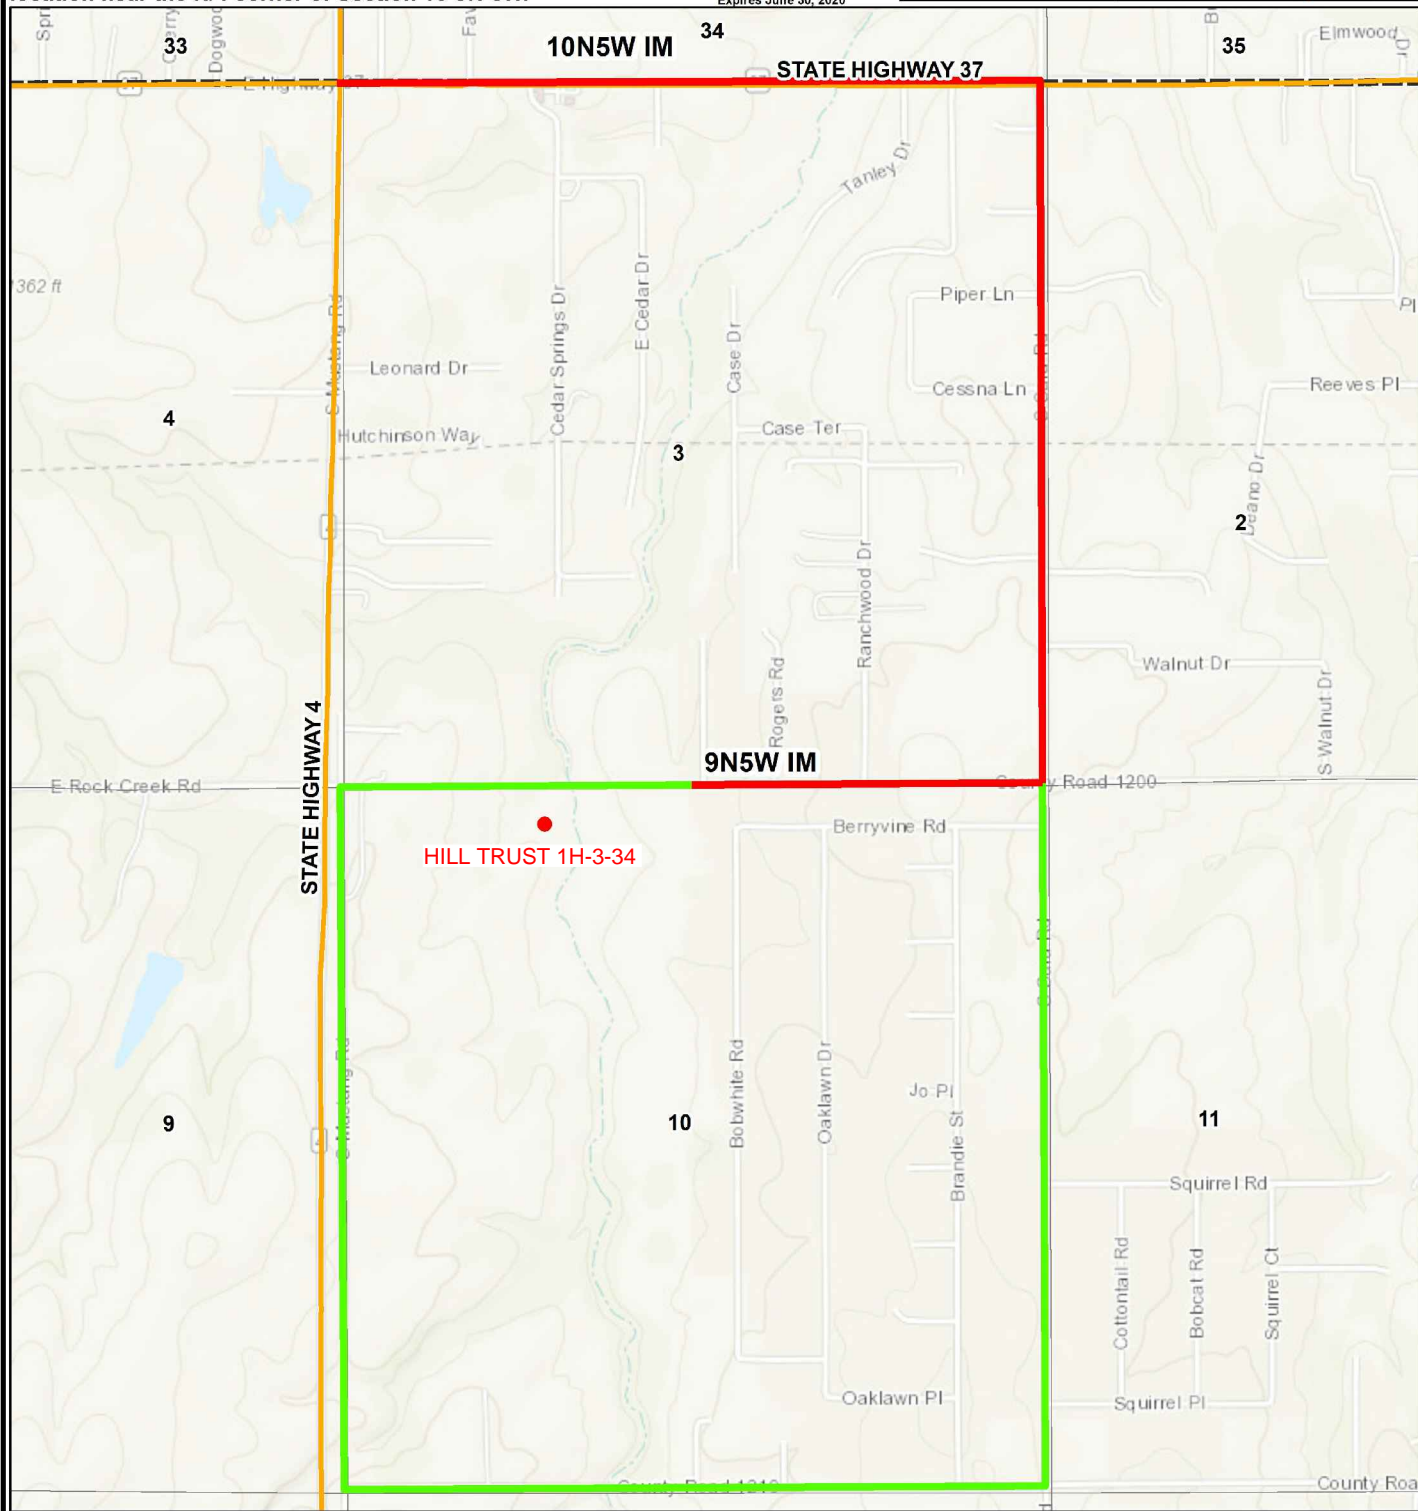 Expires June 30, 2020
33
10N5W IM
34
35
Elmwood
Dr
STATE HIGHWAY 37
Dogwoo
Tanley Dr
362 ft
Piper Ln
Pl
E Cedar Dr
Cedar Springs Dr
Case Dr
S Mustang Rd
Leonard Dr
Cessna Ln
Reeves Pl
4
Hutchinson Way
Case Ter
3
Deano Dr
2
Ranchwood Dr
Rogers Rd
Walnut Dr
S Walnut Dr
STATE HIGHWAY 4
9N5W IM
E Rock Creek Rd
County Road 1200
Berryvine Rd
HILL TRUST 1H-3-34
Bobwhite Rd
Oaklawn Dr
Jo Pl
Brandie St
9
10
11
Squirrel Rd
Cottontail Rd
Bobcat Rd
Squirrel Ct
Oaklawn Pl
Squirrel Pl
County Road 1210
County Roa